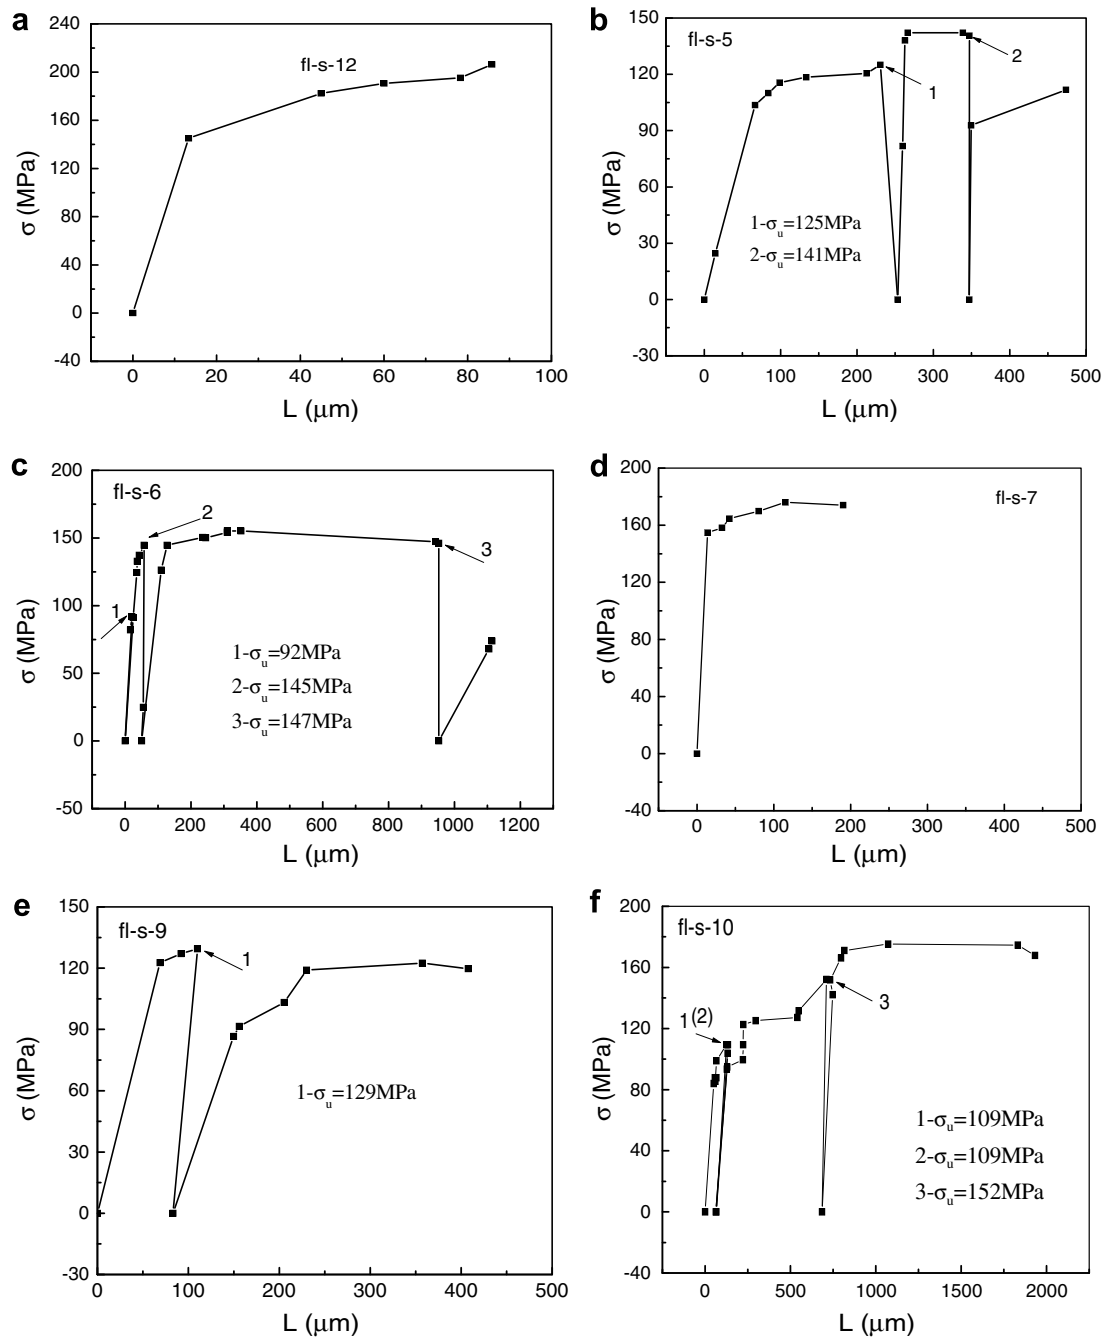 a
240
200
160
120
80
40
0
-40
σ (MPa)
fl-s-12
0 20 40 60 80 100
L (μm)
b
150
120
90
60
30
0
-30
σ (MPa)
fl-s-5
1
2
1-σu=125MPa
2-σu=141MPa
0 100 200 300 400 500
L (μm)
c
200
150
100
50
0
-50
σ (MPa)
fl-s-6
1
2
3
1-σu=92MPa
2-σu=145MPa
3-σu=147MPa
0 200 400 600 800 1000 1200
L (μm)
d
200
160
120
80
40
0
-40
σ (MPa)
fl-s-7
0 100 200 300 400 500
L (μm)
e
150
120
90
60
30
0
-30
σ (MPa)
fl-s-9
1
1-σu=129MPa
0 100 200 300 400 500
L (μm)
f
200
160
120
80
40
0
-40
σ (MPa)
fl-s-10
1(2)
3
1-σu=109MPa
2-σu=109MPa
3-σu=152MPa
0 500 1000 1500 2000
L (μm)